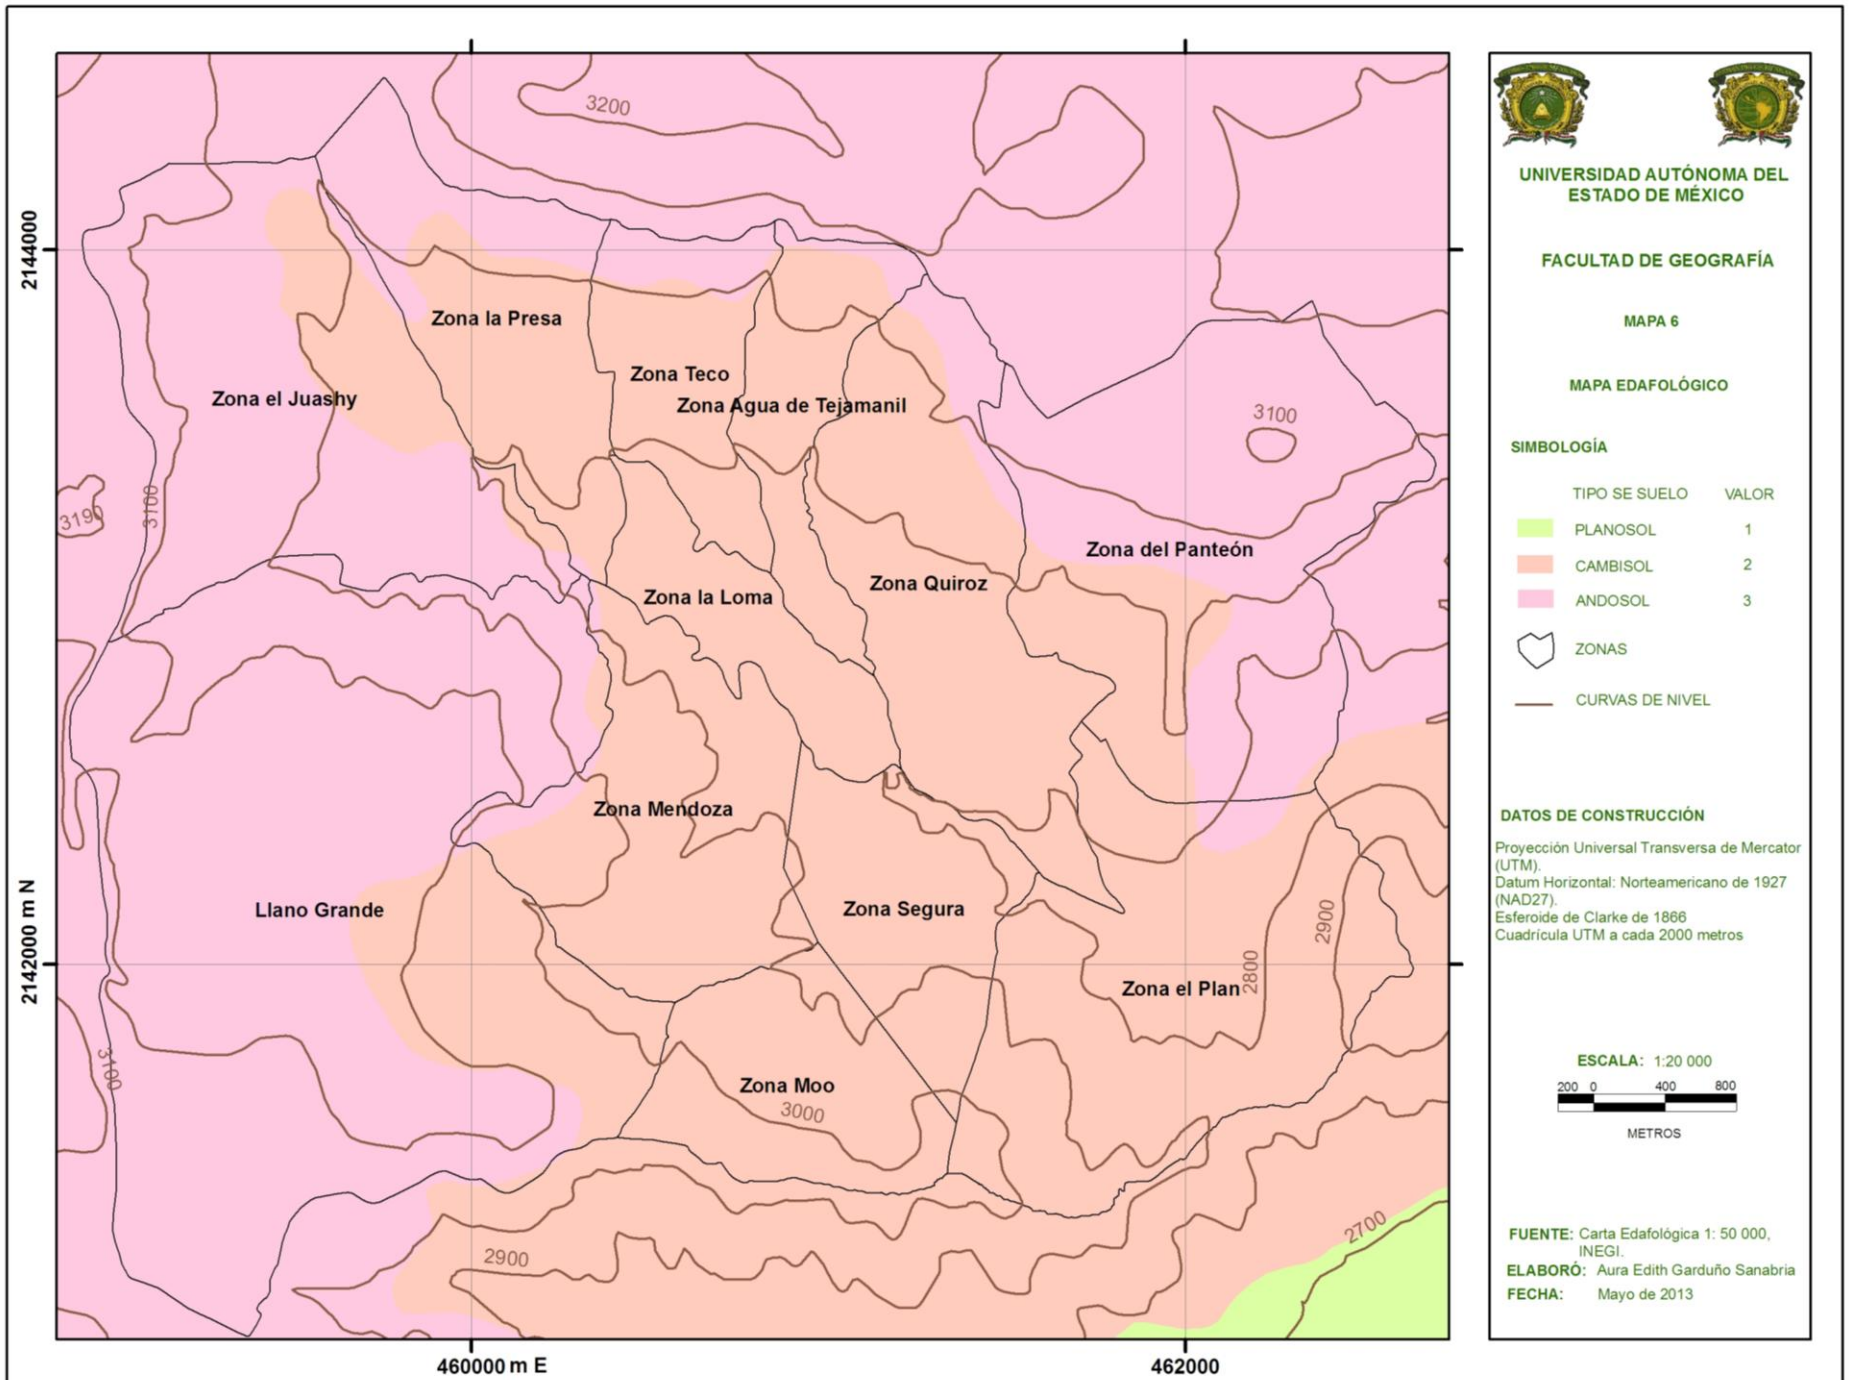 3200
2144000
Zona la Presa
Zona Teco
Zona el Juashy
Zona Agua de Tejamanil
3100
3190
3100
Zona del Panteón
Zona Quiroz
Zona la Loma
Zona Mendoza
Llano Grande
Zona Segura
2900
2142000 m N
Zona el Plan
2800
3100
Zona Moo
3000
2700
2900
460000 m E
462000
UNIVERSIDAD AUTÓNOMA DEL
ESTADO DE MÉXICO
FACULTAD DE GEOGRAFÍA
MAPA 6
MAPA EDAFOLÓGICO
SIMBOLOGÍA
TIPO SE SUELO VALOR
PLANOSOL 1
CAMBISOL 2
ANDOSOL 3
ZONAS
CURVAS DE NIVEL
DATOS DE CONSTRUCCIÓN
Proyección Universal Transversa de Mercator
(UTM).
Datum Horizontal: Norteamericano de 1927
(NAD27).
Esferoide de Clarke de 1866
Cuadrícula UTM a cada 2000 metros
ESCALA: 1:20 000
200 0 400 800
METROS
FUENTE: Carta Edafológica 1: 50 000,
INEGI.
ELABORÓ: Aura Edith Garduño Sanabria
FECHA: Mayo de 2013